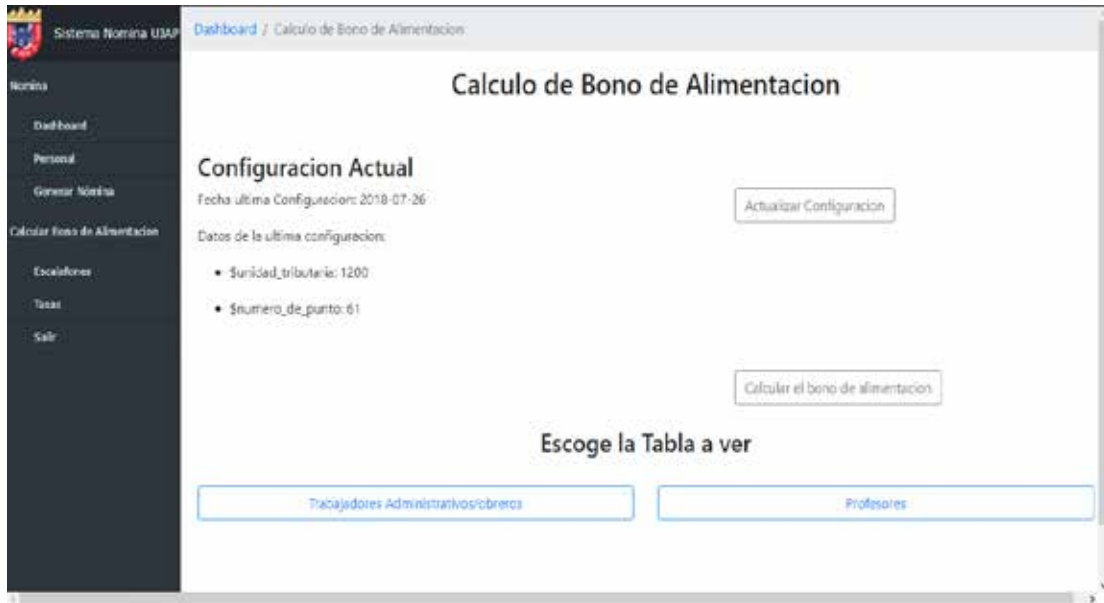 Sistema Nomina UJAP
Dashboard / Calculo de Bono de Alimentacion
Nomina
Dashboard
Personal
Generar Nómina
Calcular Bono de Alimentacion
Escalafones
Tasas
Salir
Calculo de Bono de Alimentacion
Configuracion Actual
Fecha ultima Configuracion: 2018-07-26
Actualizar Configuracion
Datos de la ultima configuracion:
$unidad_tributaria: 1200
$numero_de_punto: 61
Calcular el bono de alimentacion
Escoge la Tabla a ver
Trabajadores Administrativos/obreros
Profesores